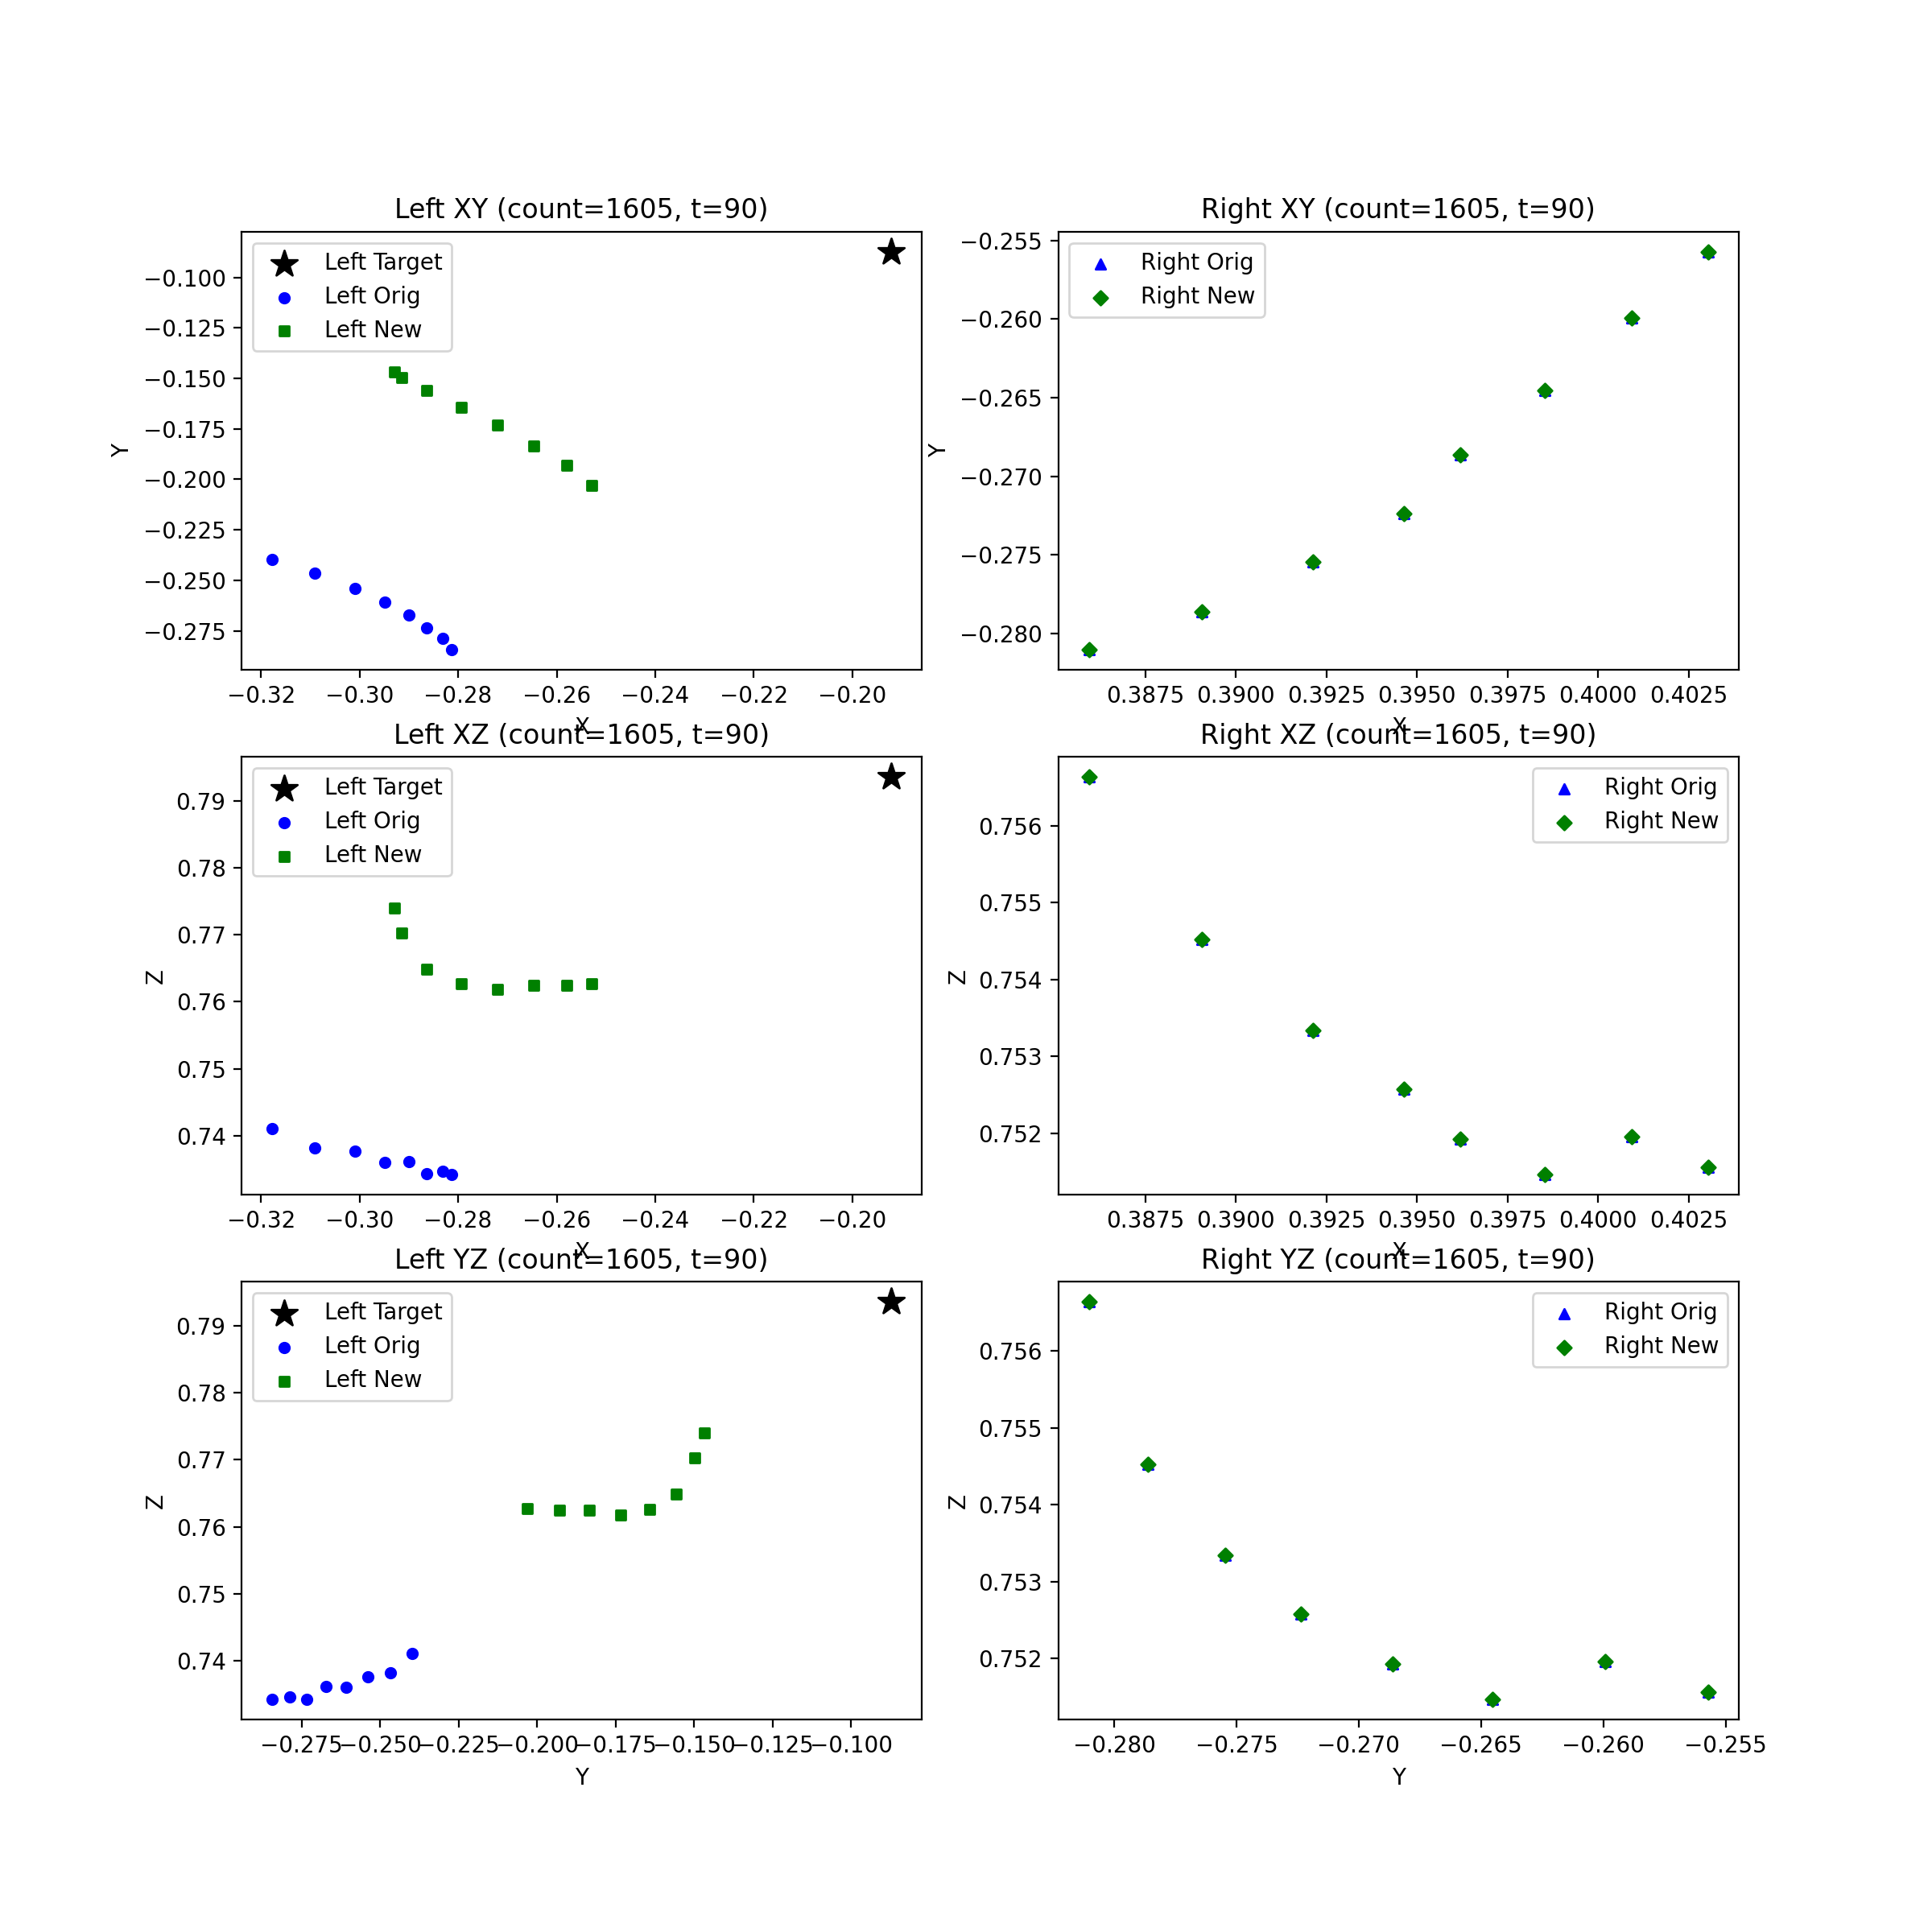 Left XY (count=1605, t=90)
Left Target
Left Orig
Left New
−0.100
−0.125
−0.150
−0.175
−0.200
−0.225
−0.250
−0.275
Y
−0.32 −0.30 −0.28 −0.26 −0.24 −0.22 −0.20
X
Right XY (count=1605, t=90)
Right Orig
Right New
−0.255
−0.260
−0.265
−0.270
−0.275
−0.280
Y
0.3875 0.3900 0.3925 0.3950 0.3975 0.4000 0.4025
X
Left XZ (count=1605, t=90)
Left Target
Left Orig
Left New
0.79
0.78
0.77
0.76
0.75
0.74
Z
−0.32 −0.30 −0.28 −0.26 −0.24 −0.22 −0.20
X
Right XZ (count=1605, t=90)
Right Orig
Right New
0.756
0.755
0.754
0.753
0.752
Z
0.3875 0.3900 0.3925 0.3950 0.3975 0.4000 0.4025
X
Left YZ (count=1605, t=90)
Left Target
Left Orig
Left New
0.79
0.78
0.77
0.76
0.75
0.74
Z
−0.275 −0.250 −0.225 −0.200 −0.175 −0.150 −0.125 −0.100
Y
Right YZ (count=1605, t=90)
Right Orig
Right New
0.756
0.755
0.754
0.753
0.752
Z
−0.280 −0.275 −0.270 −0.265 −0.260 −0.255
Y